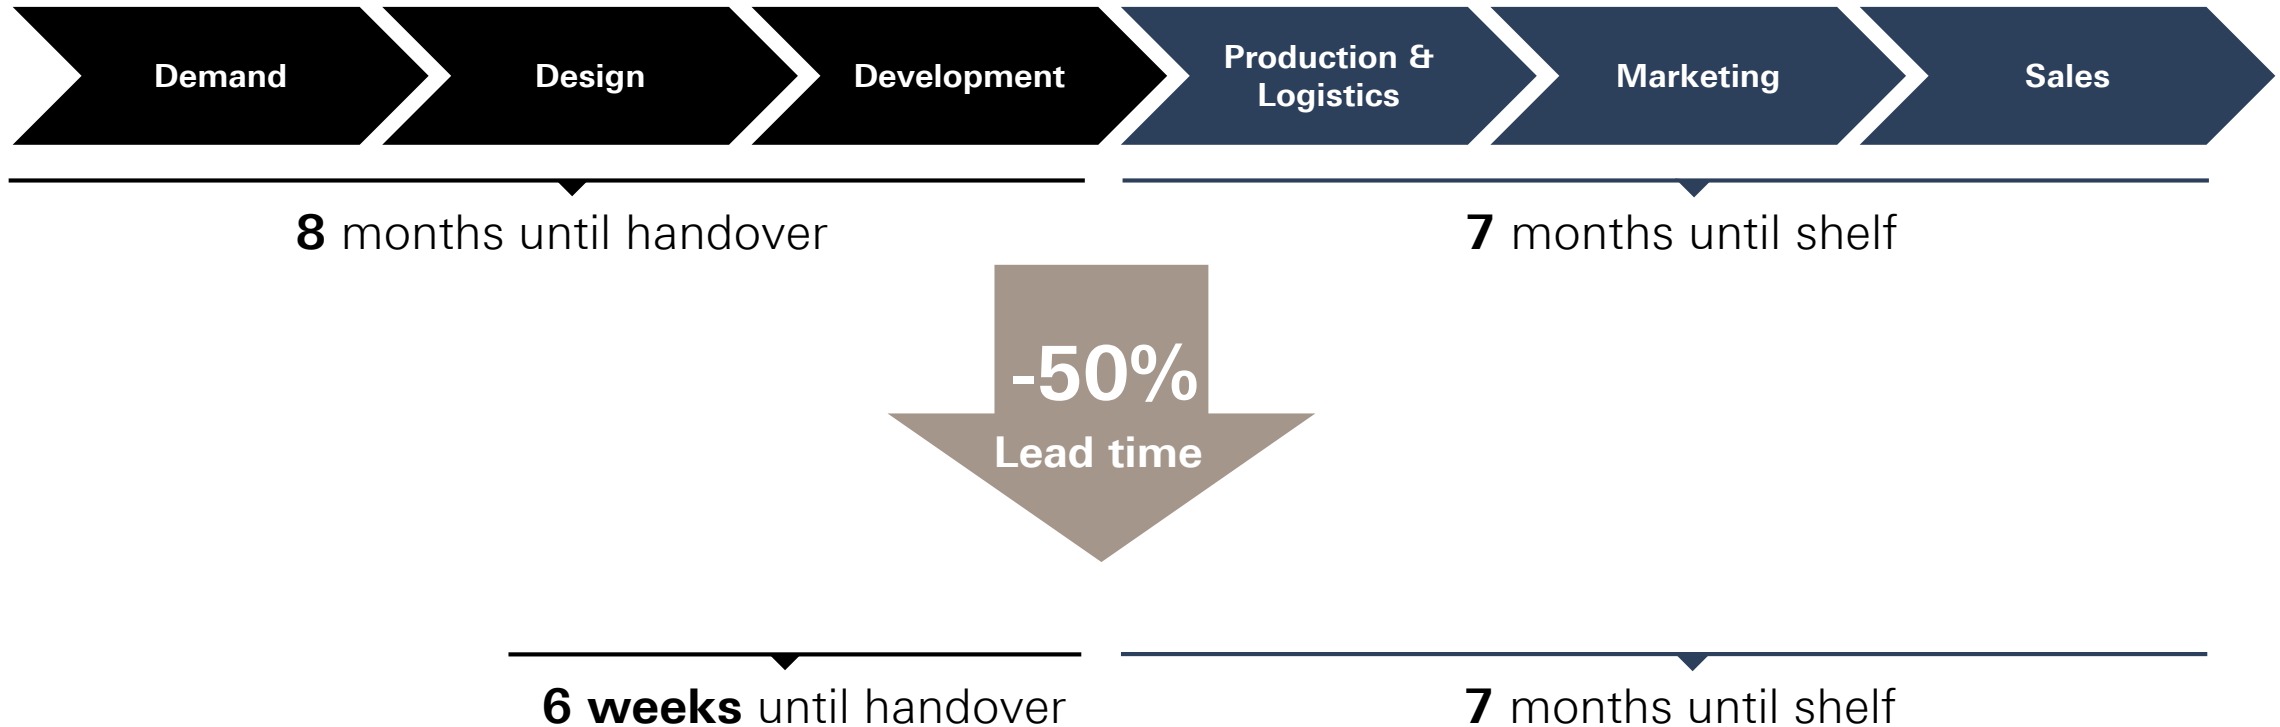 Demand
Design
Development
Production &
Logistics
Marketing
Sales
8 months until handover
7 months until shelf
-50%
Lead time
6 weeks until handover
7 months until shelf